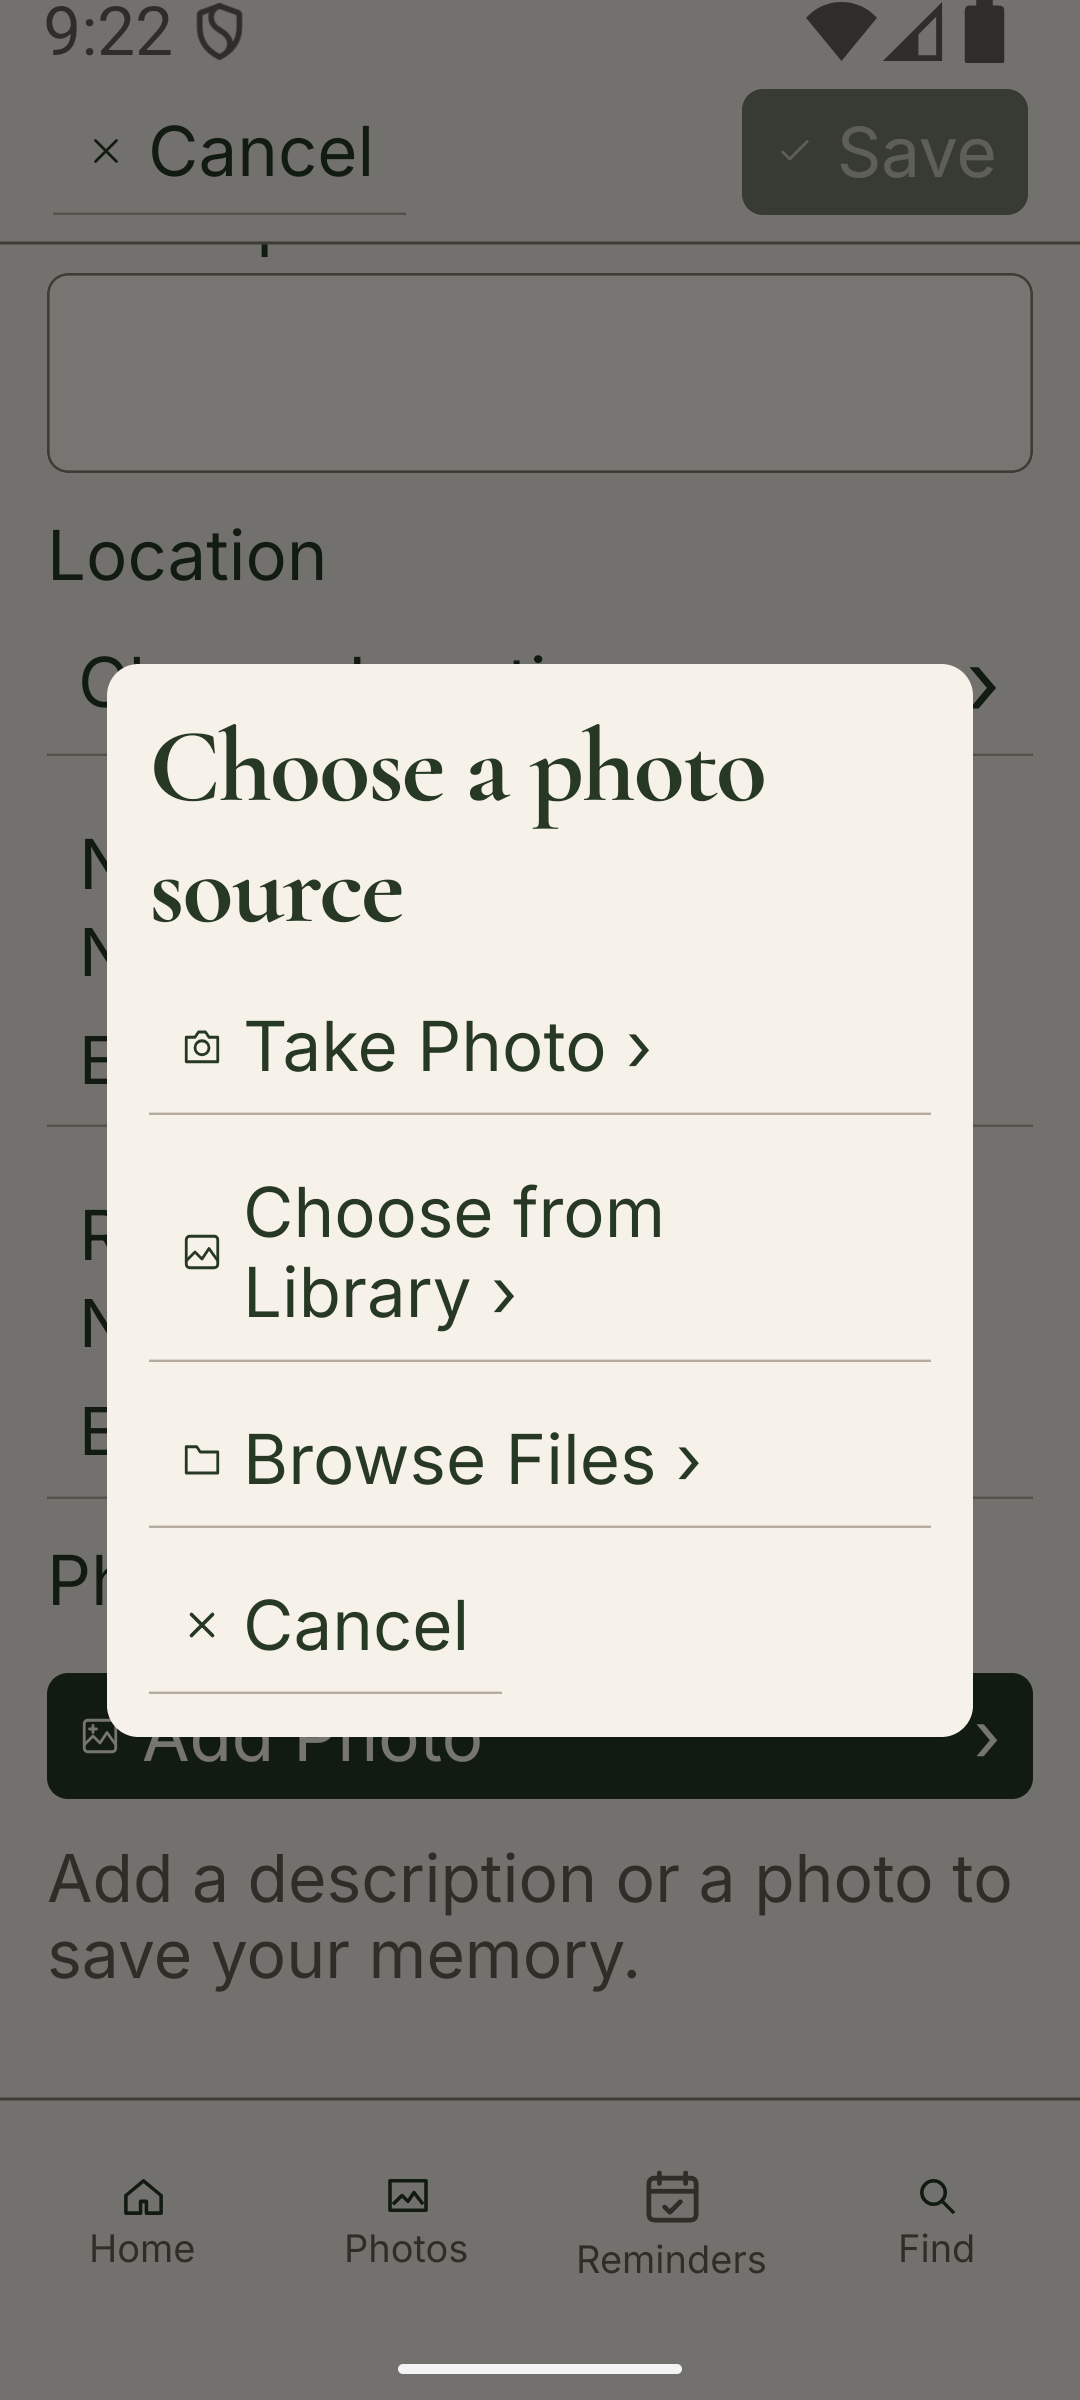 9:22
Cancel
Save
Location
Choose a photo
source
Take Photo ›
Choose from
Library ›
Browse Files ›
Cancel
Add Photo ›
Add a description or a photo to
save your memory.
Home
Photos
Reminders
Find